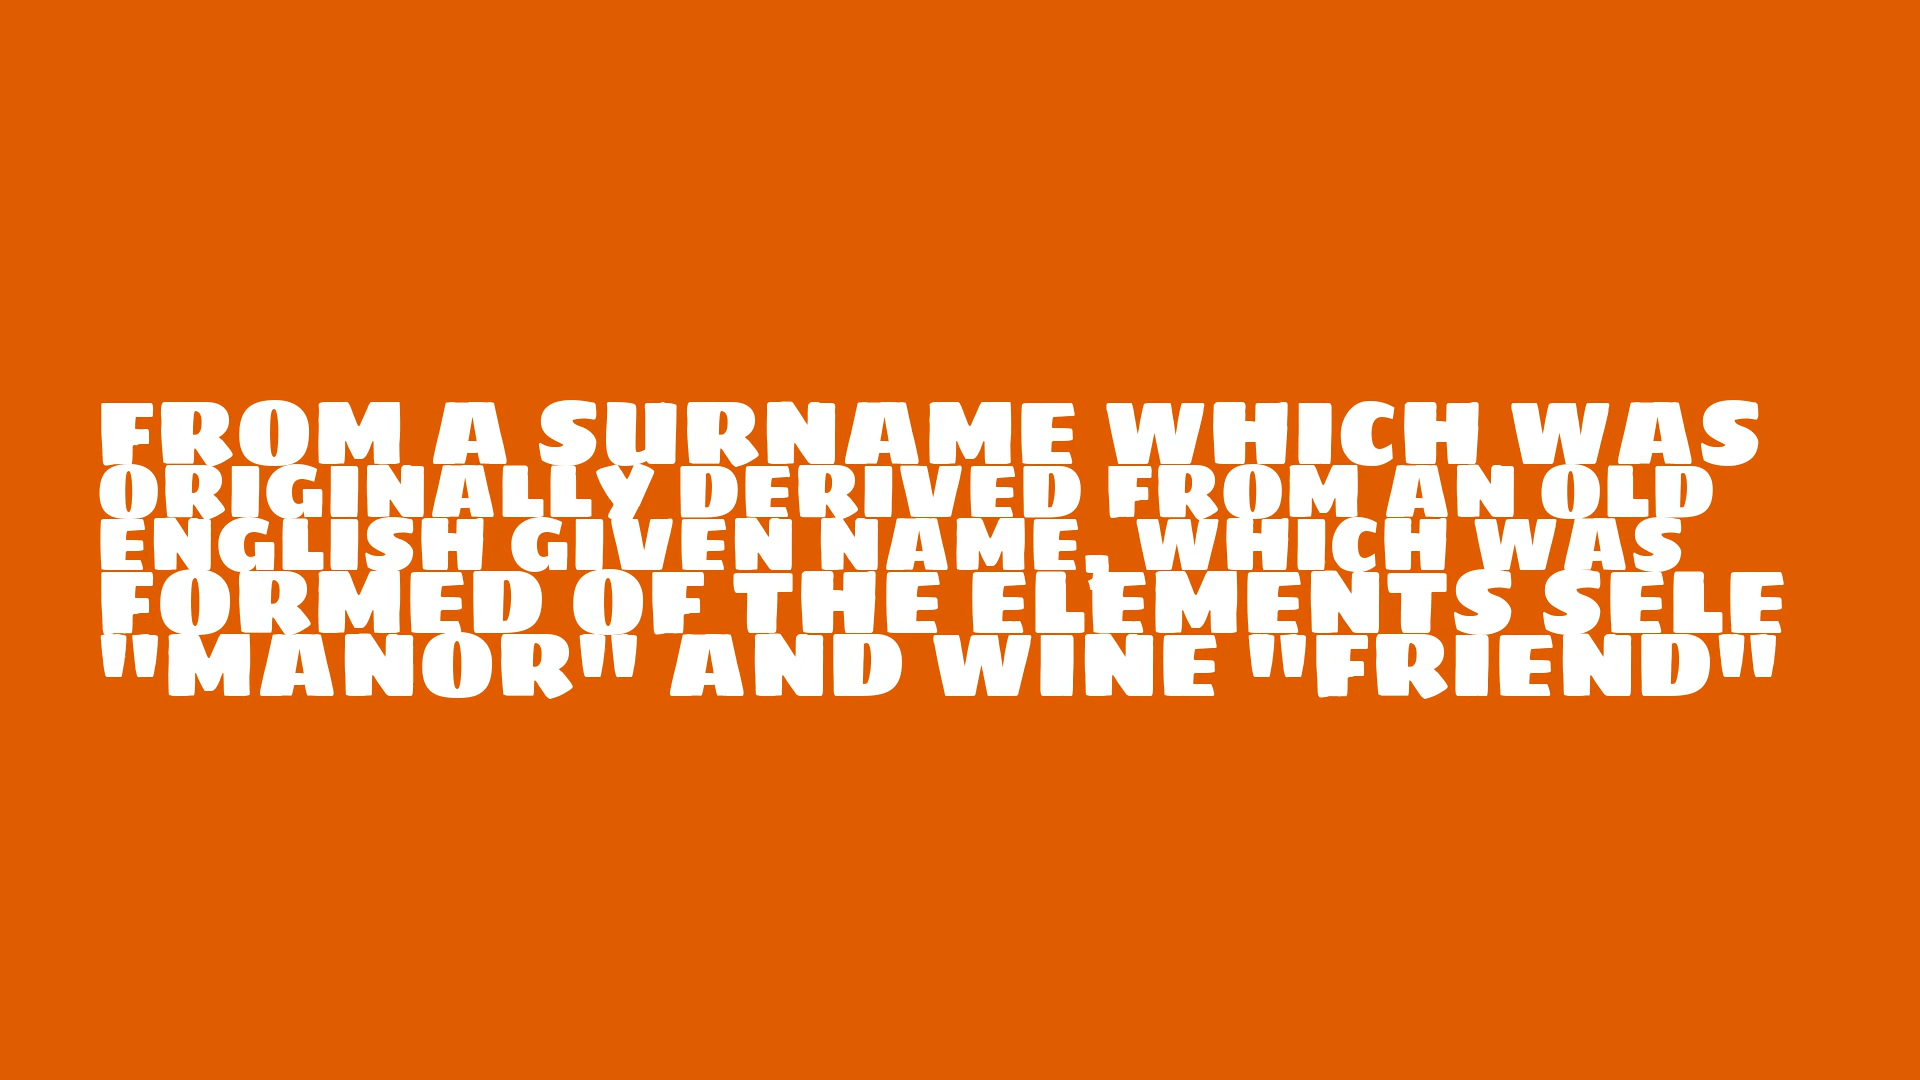 FROM A SURNAME WHICH WAS
ORIGINALLY DERIVED FROM AN OLD
ENGLISH GIVEN NAME, WHICH WAS
FORMED OF THE ELEMENTS SELE
"MANOR" AND WINE "FRIEND"